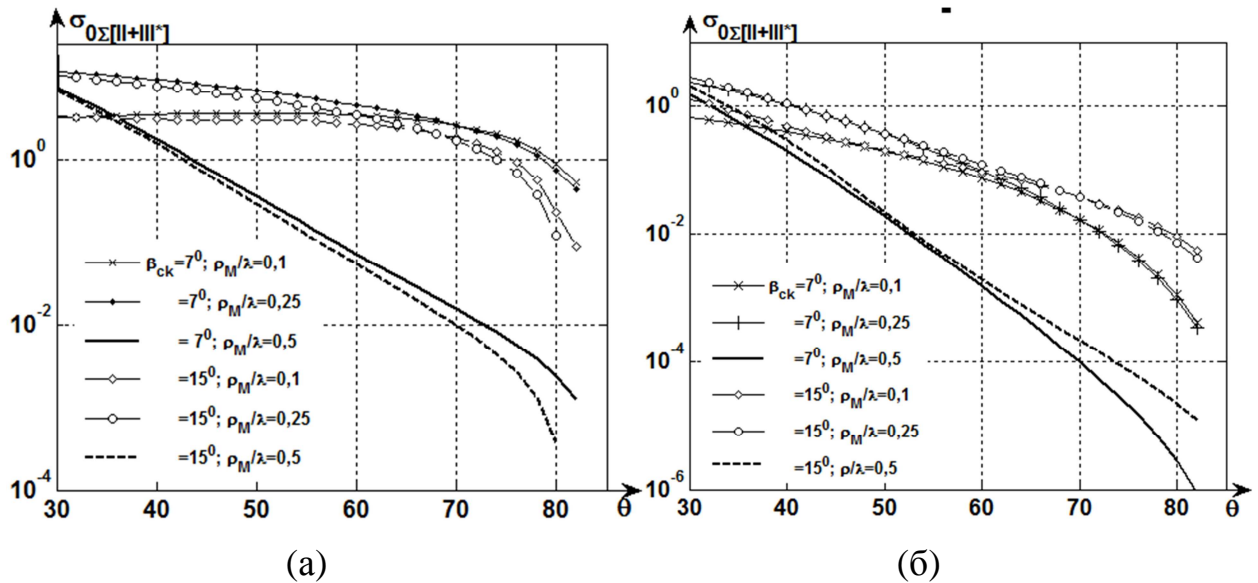 σ0Σ[II+III*]
10^0
10^-2
10^-4
βck=7^0; ρM/λ=0,1
=7^0; ρM/λ=0,25
= 7^0; ρM/λ=0,5
=15^0; ρM/λ=0,1
=15^0; ρM/λ=0,25
=15^0; ρM/λ=0,5
30 40 50 60 70 80 θ
(а)
σ0Σ[II+III*]
10^0
10^-2
10^-4
10^-6
βck=7^0; ρM/λ=0,1
=7^0; ρM/λ=0,25
=7^0; ρM/λ=0,5
=15^0; ρM/λ=0,1
=15^0; ρM/λ=0,25
=15^0; ρ/λ=0,5
30 40 50 60 70 80 θ
(б)